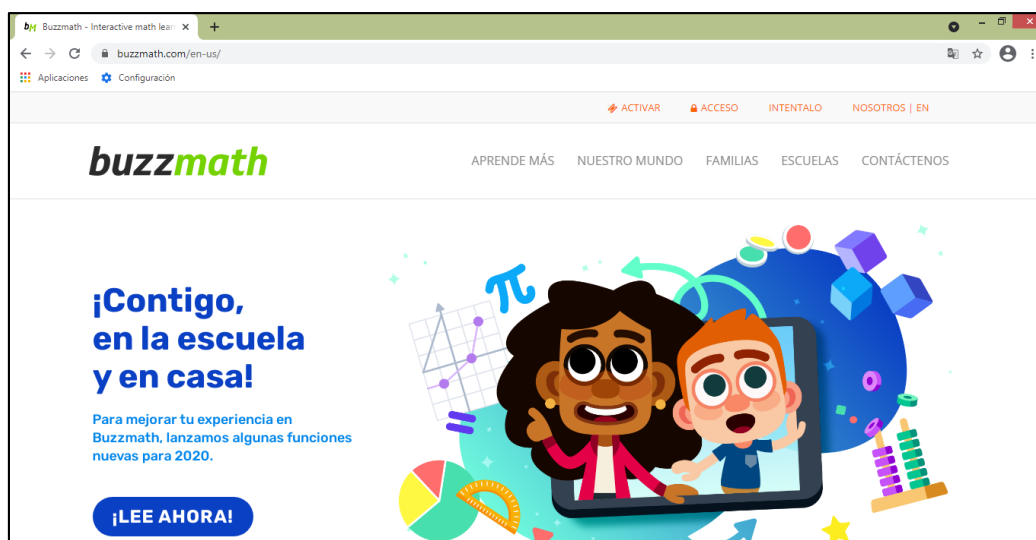 bM Buzzmath - Interactive math lear
buzzmath.com/en-us/
Aplicaciones Configuración
ACTIVAR ACCESO INTENTALO NOSOTROS | EN
buzzmath
APRENDE MÁS NUESTRO MUNDO FAMILIAS ESCUELAS CONTÁCTENOS
¡Contigo,
en la escuela
y en casa!
Para mejorar tu experiencia en
Buzzmath, lanzamos algunas funciones
nuevas para 2020.
¡LEE AHORA!
π